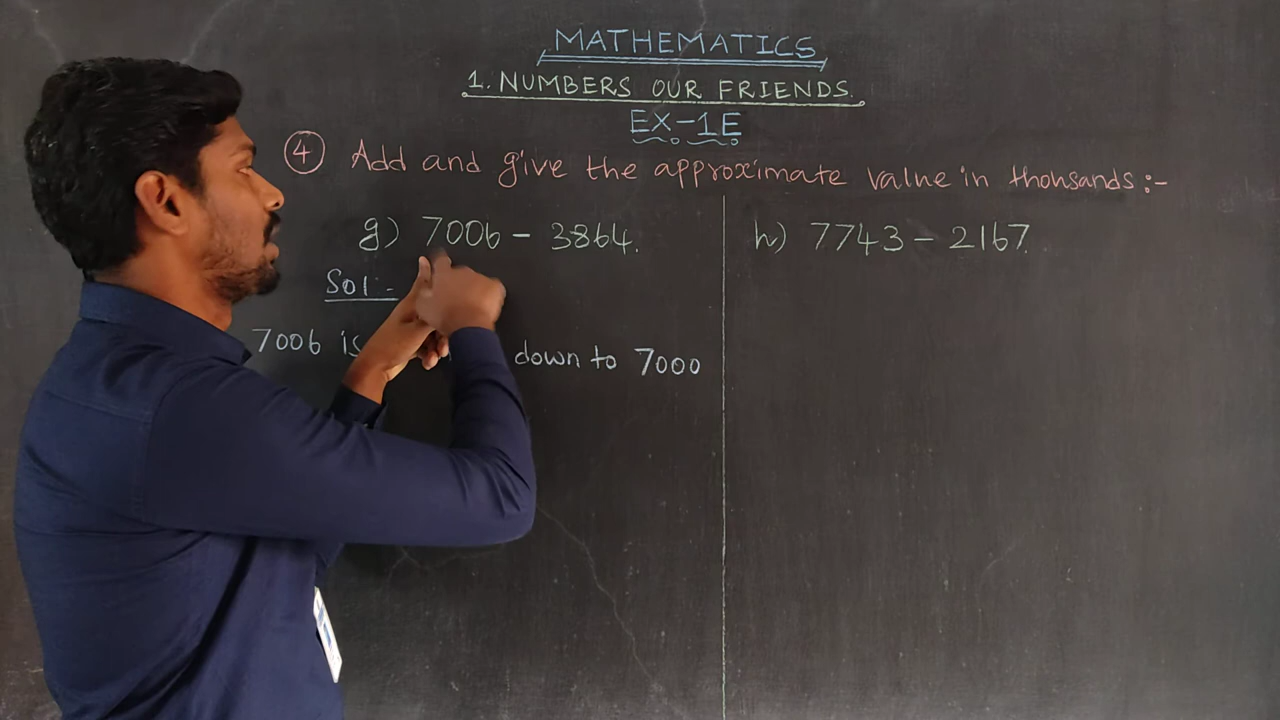 MATHEMATICS
1. NUMBERS OUR FRIENDS.
EX-1E
4 Add and give the approximate value in thousands :-
g) 7006 - 3864.
Sol:-
7006 is down to 7000
h) 7743 - 2167.